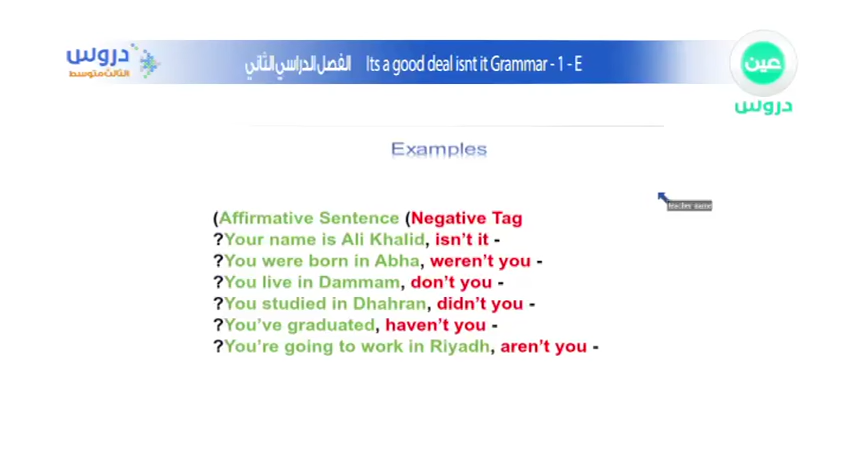 دروس
الثالث متوسط
الفصل الدراسي الثاني Its a good deal isnt it Grammar - 1 - E
عين
دروس
Examples
(Affirmative Sentence (Negative Tag
?Your name is Ali Khalid, isn't it -
?You were born in Abha, weren't you -
?You live in Dammam, don't you -
?You studied in Dhahran, didn't you -
?You've graduated, haven't you -
?You're going to work in Riyadh, aren't you -